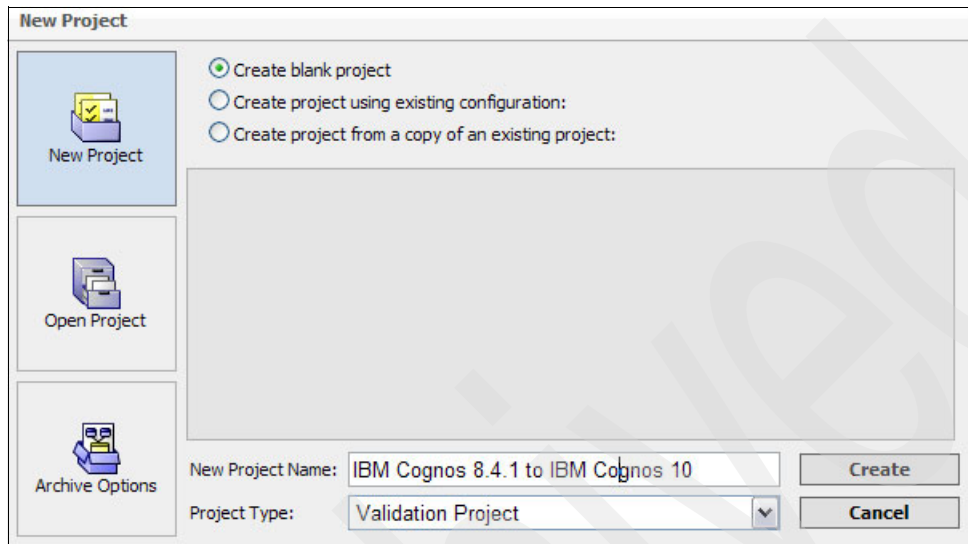 New Project
Create blank project
Create project using existing configuration:
Create project from a copy of an existing project:
New Project
Open Project
Archive Options
New Project Name: IBM Cognos 8.4.1 to IBM Cognos 10 Create
Project Type: Validation Project Cancel